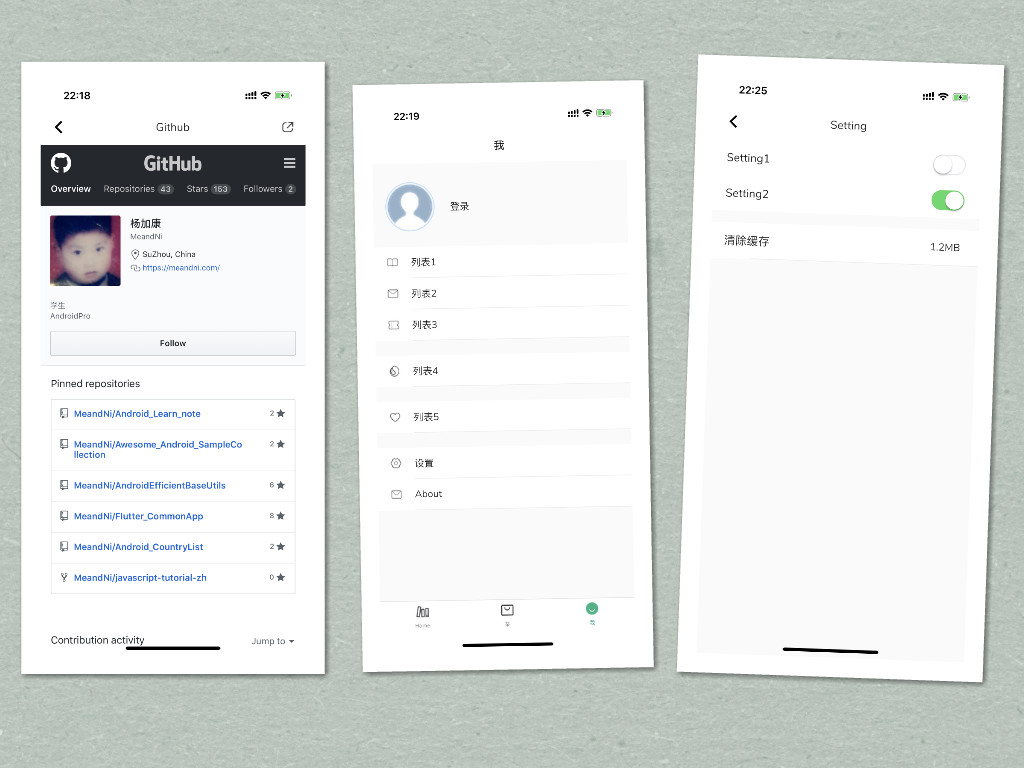 22:18
Github
GitHub
Overview
Repositories 43
Stars 153
Followers 2
杨加康
MeandNi
SuZhou, China
https://meandni.com/
学生
AndroidPro
Follow
Pinned repositories
MeandNi/Android_Learn_note
2
MeandNi/Awesome_Android_SampleCo
llection
2
MeandNi/AndroidEfficientBaseUtils
6
MeandNi/Flutter_CommonApp
8
MeandNi/Android_CountryList
2
MeandNi/javascript-tutorial-zh
0
Contribution activity
Jump to
22:19
我
登录
列表1
列表2
列表3
列表4
列表5
设置
About
Home
我
22:25
Setting
Setting1
Setting2
清除缓存
1.2MB